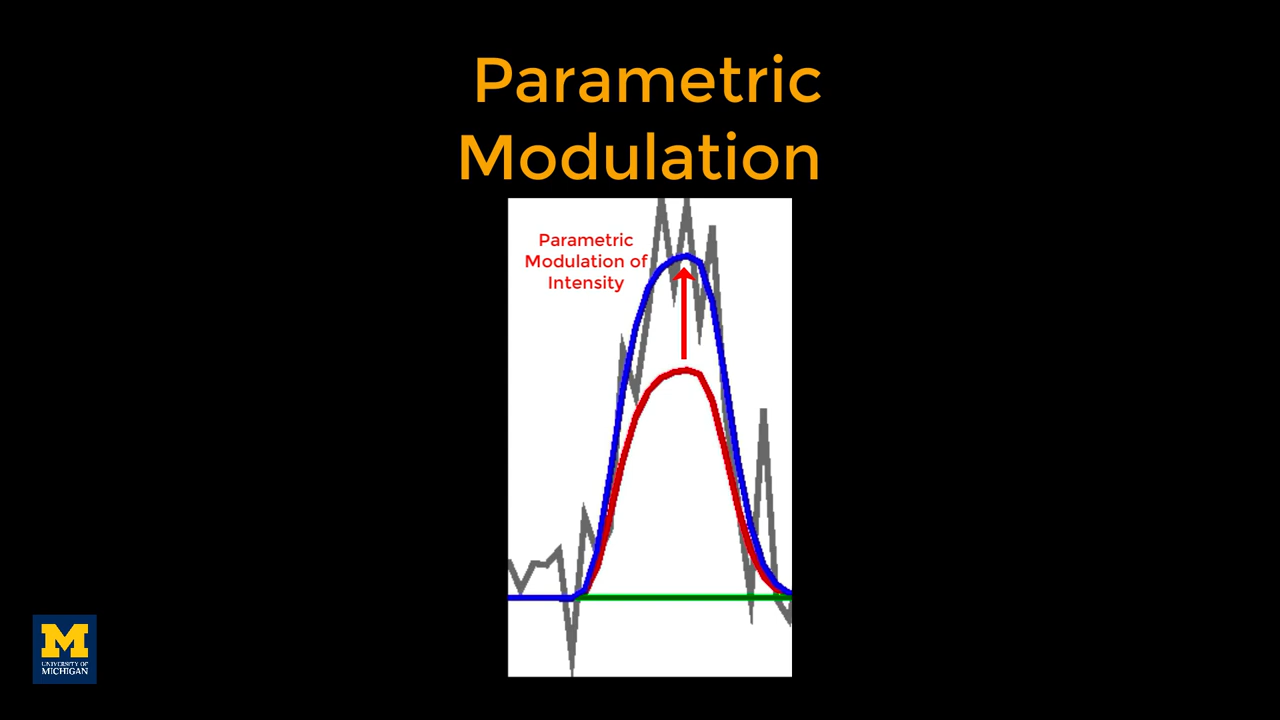 Parametric
Modulation
Parametric
Modulation of
Intensity
M
UNIVERSITY OF
MICHIGAN